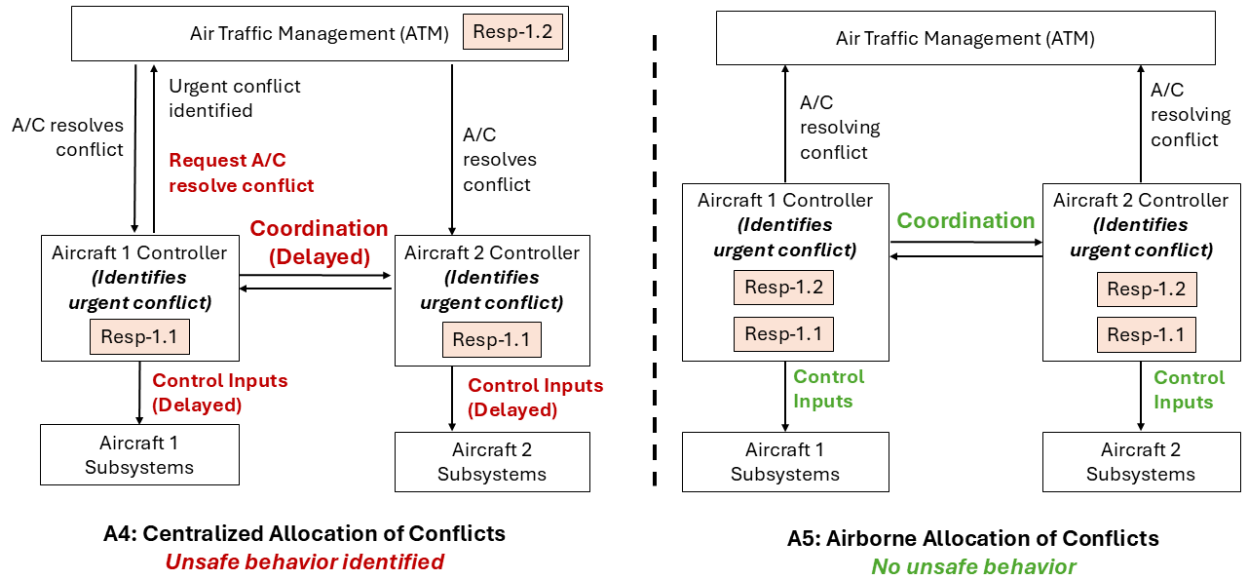 Air Traffic Management (ATM)
Resp-1.2
A/C resolves
conflict
Urgent conflict
identified
Request A/C
resolve conflict
A/C
resolves
conflict
Aircraft 1 Controller
(Identifies
urgent conflict)
Resp-1.1
Coordination
(Delayed)
Aircraft 2 Controller
(Identifies
urgent conflict)
Resp-1.1
Control Inputs
(Delayed)
Control Inputs
(Delayed)
Aircraft 1
Subsystems
Aircraft 2
Subsystems
A4: Centralized Allocation of Conflicts
Unsafe behavior identified
Air Traffic Management (ATM)
A/C
resolving
conflict
A/C
resolving
conflict
Aircraft 1 Controller
(Identifies
urgent conflict)
Resp-1.2
Resp-1.1
Coordination
Aircraft 2 Controller
(Identifies
urgent conflict)
Resp-1.2
Resp-1.1
Control
Inputs
Control
Inputs
Aircraft 1
Subsystems
Aircraft 2
Subsystems
A5: Airborne Allocation of Conflicts
No unsafe behavior